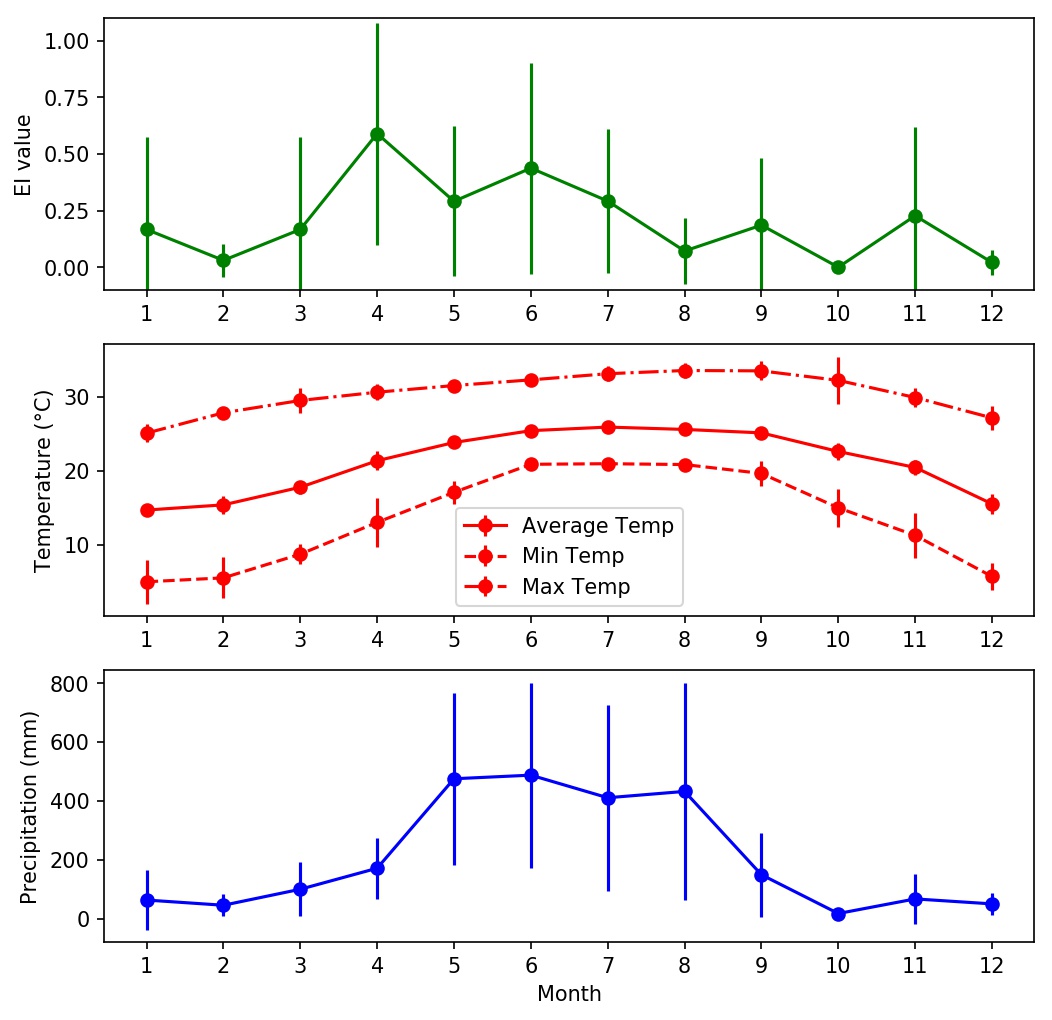 1.00
0.75
0.50
0.25
0.00
EI value
1 2 3 4 5 6 7 8 9 10 11 12
30
20
10
Temperature (°C)
Average Temp
Min Temp
Max Temp
1 2 3 4 5 6 7 8 9 10 11 12
800
600
400
200
0
Precipitation (mm)
1 2 3 4 5 6 7 8 9 10 11 12
Month